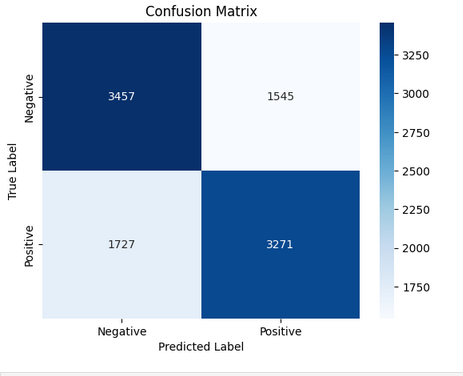 Confusion Matrix
Negative
Positive
True Label
3457
1545
1727
3271
Negative
Positive
Predicted Label
3250
3000
2750
2500
2250
2000
1750